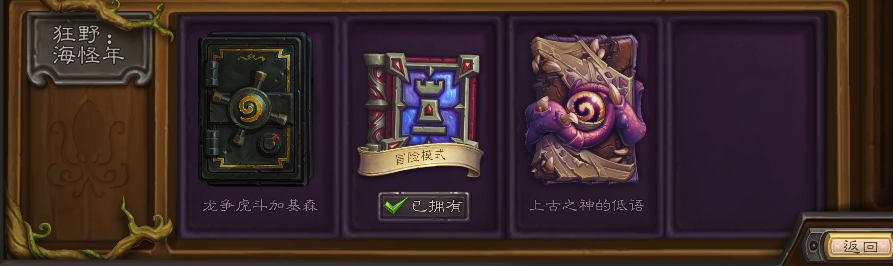 狂野：
海怪年
冒险模式
龙争虎斗加基森
已拥有
上古之神的低语
返回